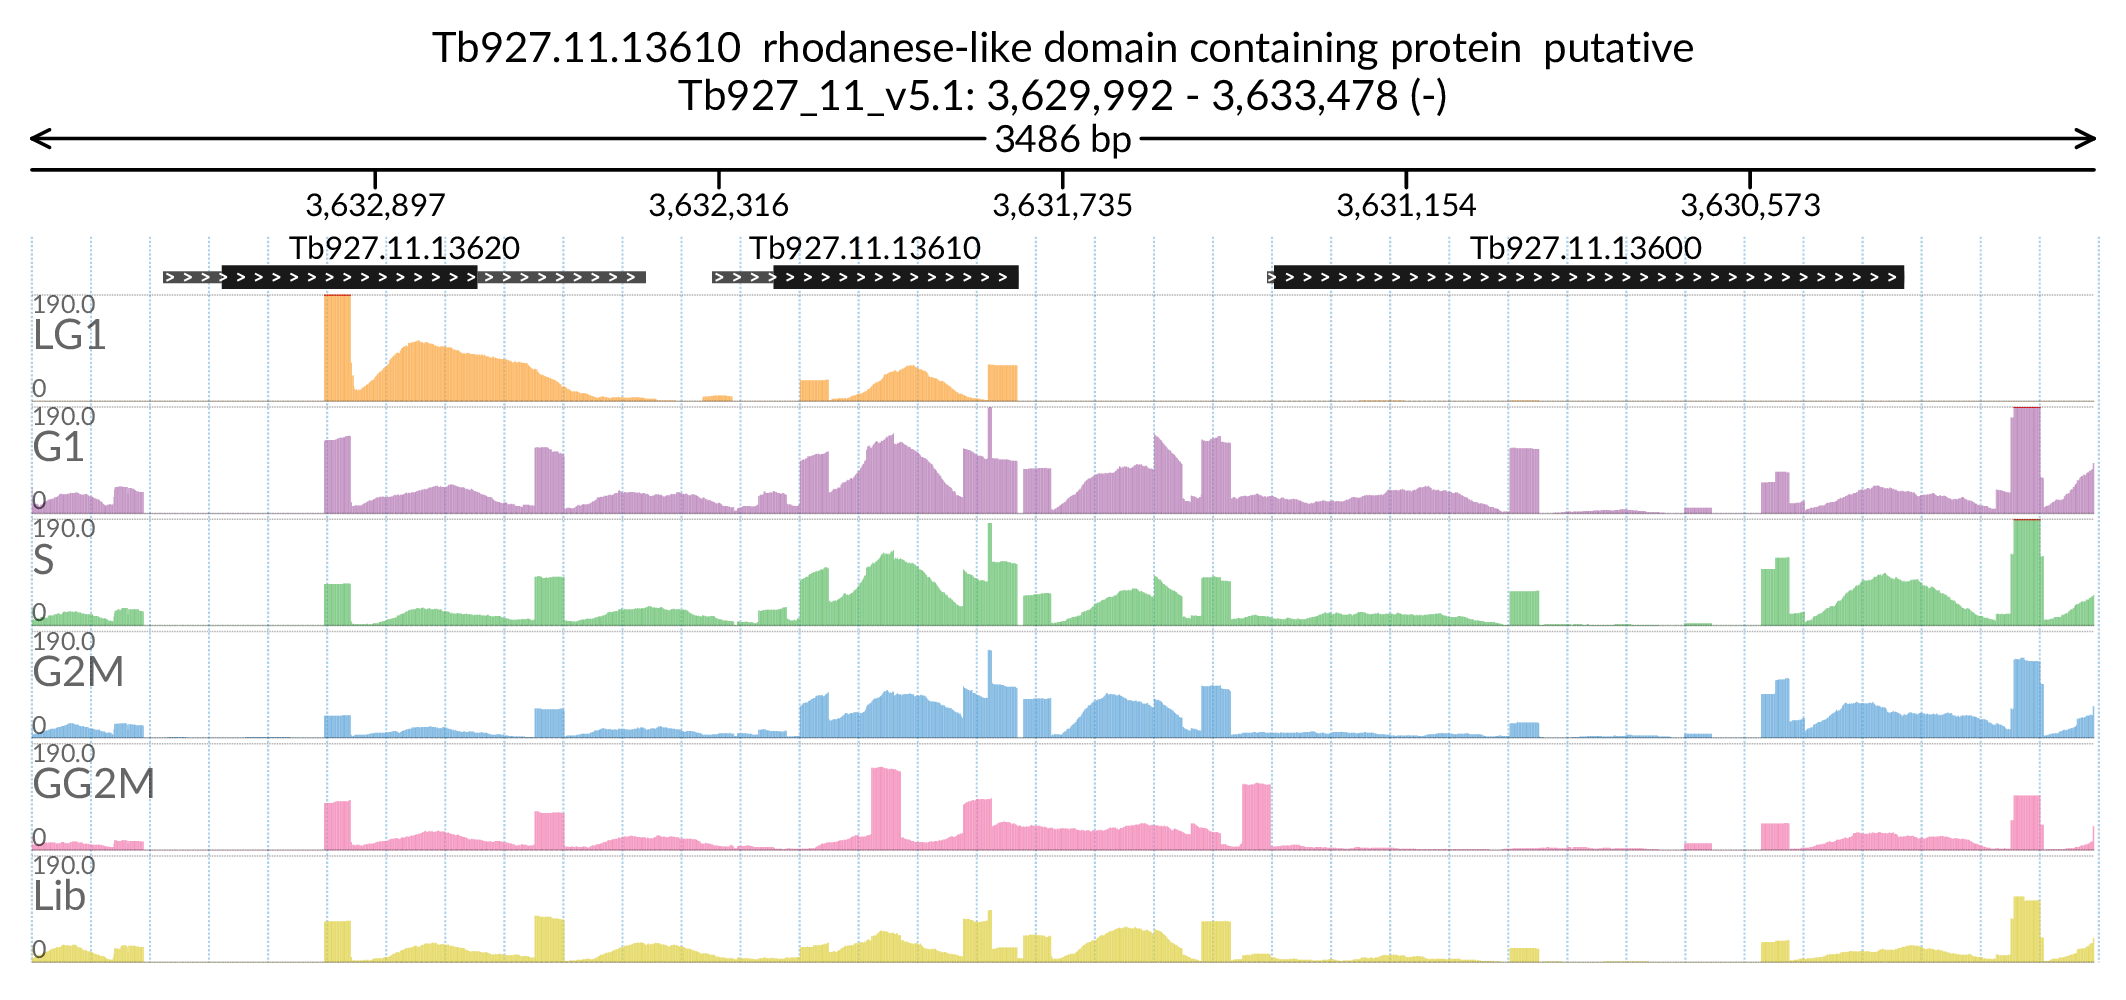 Tb927.11.13610 rhodanese-like domain containing protein putative
Tb927_11_v5.1: 3,629,992 - 3,633,478 (-)
3486 bp
3,632,897 3,632,316 3,631,735 3,631,154 3,630,573
Tb927.11.13620 Tb927.11.13610 Tb927.11.13600
190.0
LG1
0
190.0
G1
0
190.0
S
0
190.0
G2M
0
190.0
GG2M
0
190.0
Lib
0